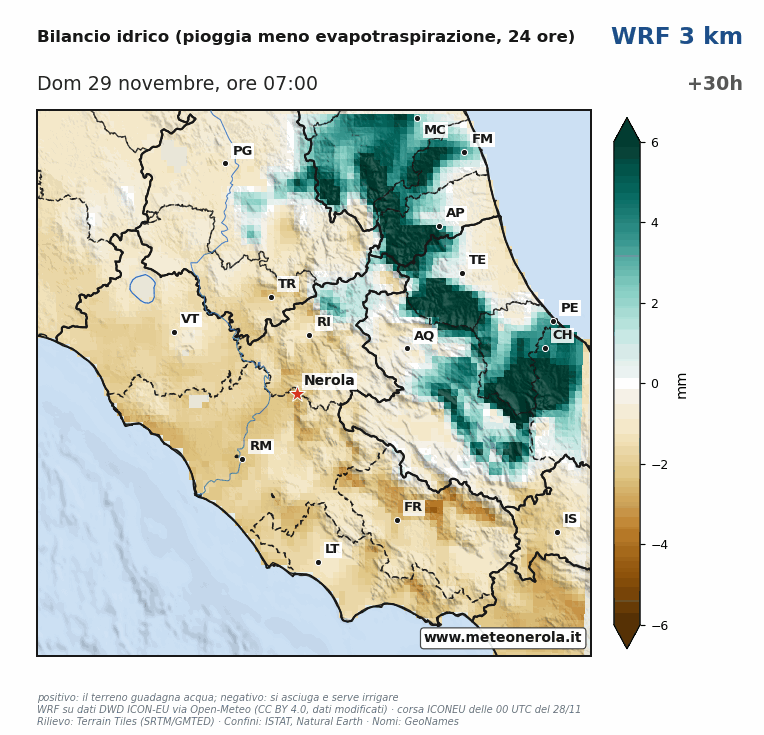 Bilancio idrico (pioggia meno evapotraspirazione, 24 ore)
WRF 3 km
Dom 29 novembre, ore 07:00
+30h
MC
FM
PG
AP
TE
TR
PE
VT
RI
AQ
CH
Nerola
RM
FR
IS
LT
www.meteonerola.it
6
4
2
0
−2
−4
−6
mm
positivo: il terreno guadagna acqua; negativo: si asciuga e serve irrigare
WRF su dati DWD ICON-EU via Open-Meteo (CC BY 4.0, dati modificati) · corsa ICONEU delle 00 UTC del 28/11
Rilievo: Terrain Tiles (SRTM/GMTED) · Confini: ISTAT, Natural Earth · Nomi: GeoNames